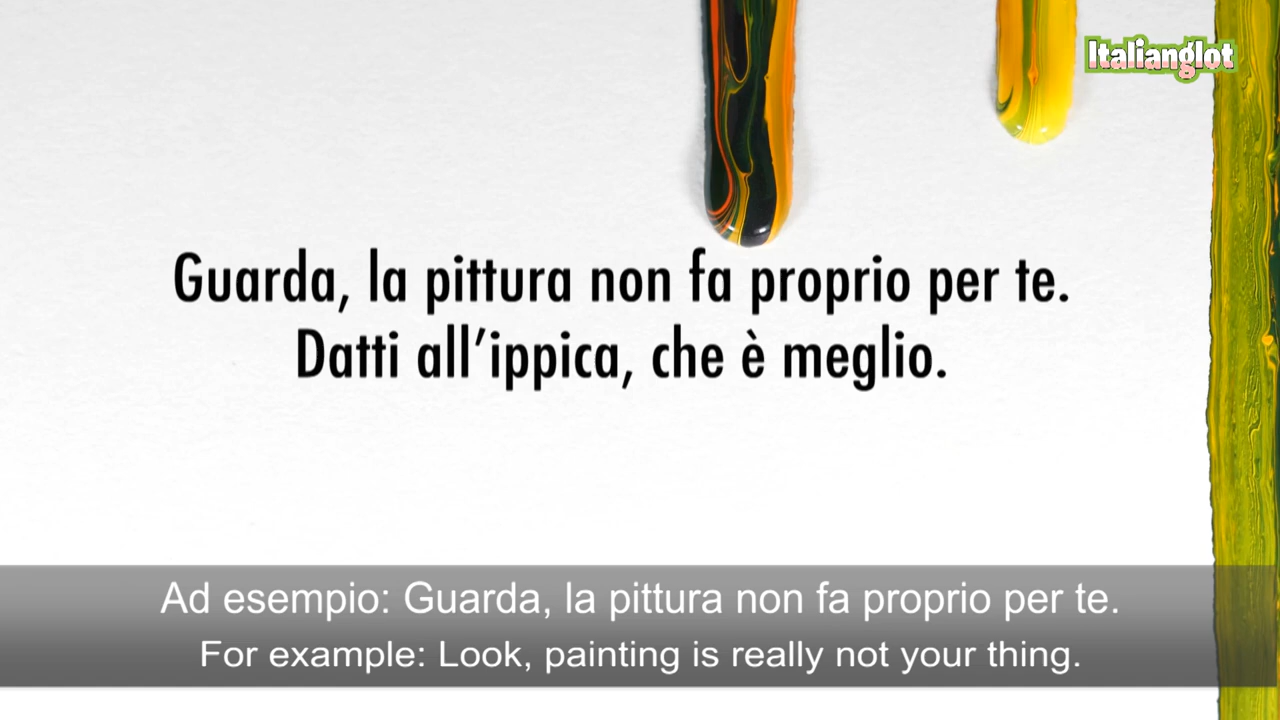 Italianglot
Guarda, la pittura non fa proprio per te.
Datti all'ippica, che è meglio.
Ad esempio: Guarda, la pittura non fa proprio per te.
For example: Look, painting is really not your thing.